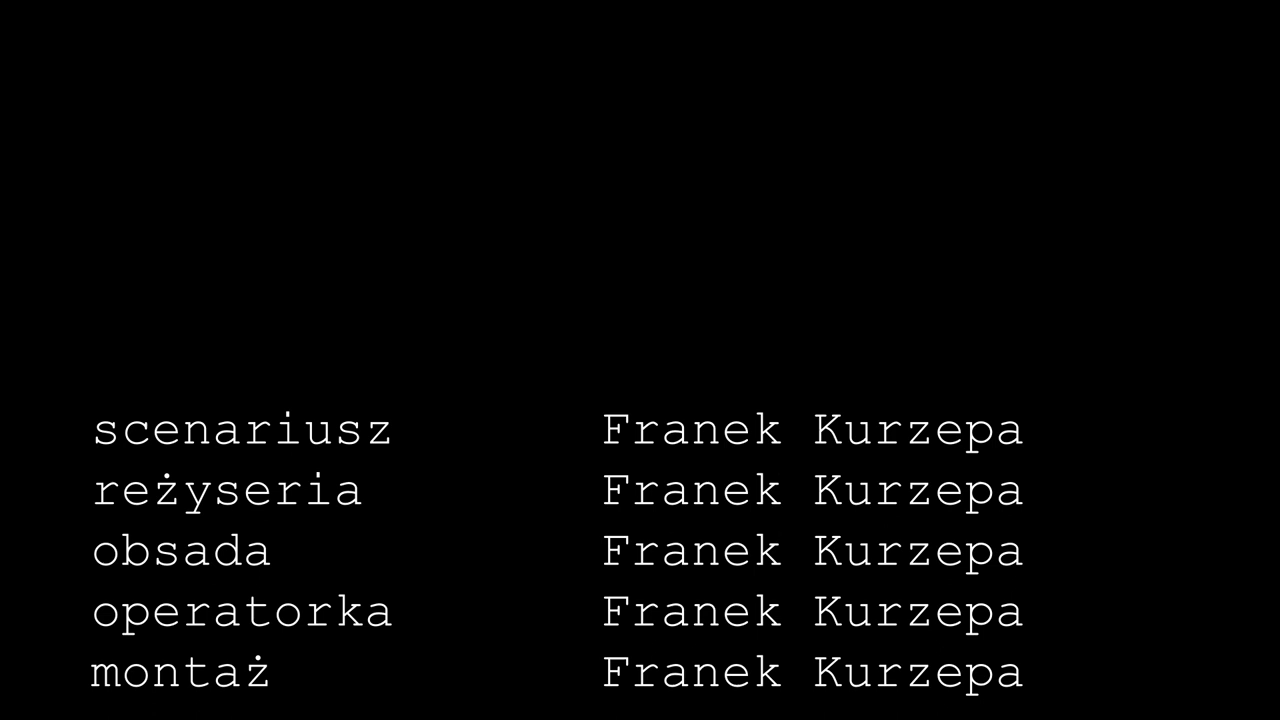 scenariusz Franek Kurzepa
reżyseria Franek Kurzepa
obsada Franek Kurzepa
operatorka Franek Kurzepa
montaż Franek Kurzepa